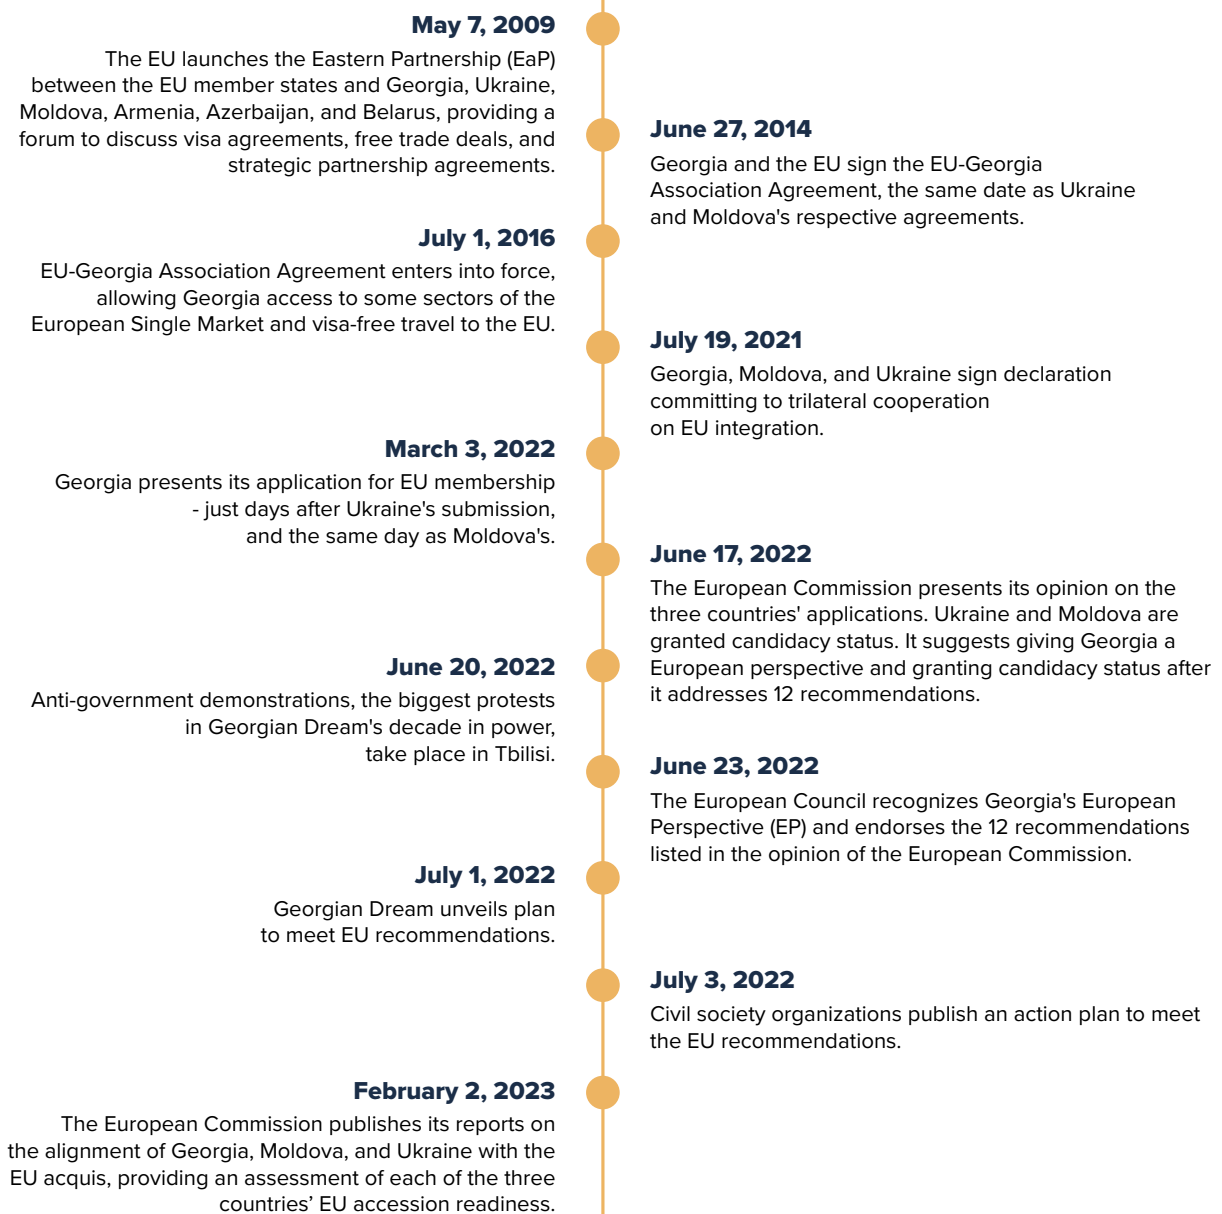 May 7, 2009
The EU launches the Eastern Partnership (EaP)
between the EU member states and Georgia, Ukraine,
Moldova, Armenia, Azerbaijan, and Belarus, providing a
forum to discuss visa agreements, free trade deals, and
strategic partnership agreements.
June 27, 2014
Georgia and the EU sign the EU-Georgia
Association Agreement, the same date as Ukraine
and Moldova's respective agreements.
July 1, 2016
EU-Georgia Association Agreement enters into force,
allowing Georgia access to some sectors of the
European Single Market and visa-free travel to the EU.
July 19, 2021
Georgia, Moldova, and Ukraine sign declaration
committing to trilateral cooperation
on EU integration.
March 3, 2022
Georgia presents its application for EU membership
- just days after Ukraine's submission,
and the same day as Moldova's.
June 17, 2022
The European Commission presents its opinion on the
three countries' applications. Ukraine and Moldova are
granted candidacy status. It suggests giving Georgia a
European perspective and granting candidacy status after
it addresses 12 recommendations.
June 20, 2022
Anti-government demonstrations, the biggest protests
in Georgian Dream's decade in power,
take place in Tbilisi.
June 23, 2022
The European Council recognizes Georgia's European
Perspective (EP) and endorses the 12 recommendations
listed in the opinion of the European Commission.
July 1, 2022
Georgian Dream unveils plan
to meet EU recommendations.
July 3, 2022
Civil society organizations publish an action plan to meet
the EU recommendations.
February 2, 2023
The European Commission publishes its reports on
the alignment of Georgia, Moldova, and Ukraine with the
EU acquis, providing an assessment of each of the three
countries’ EU accession readiness.